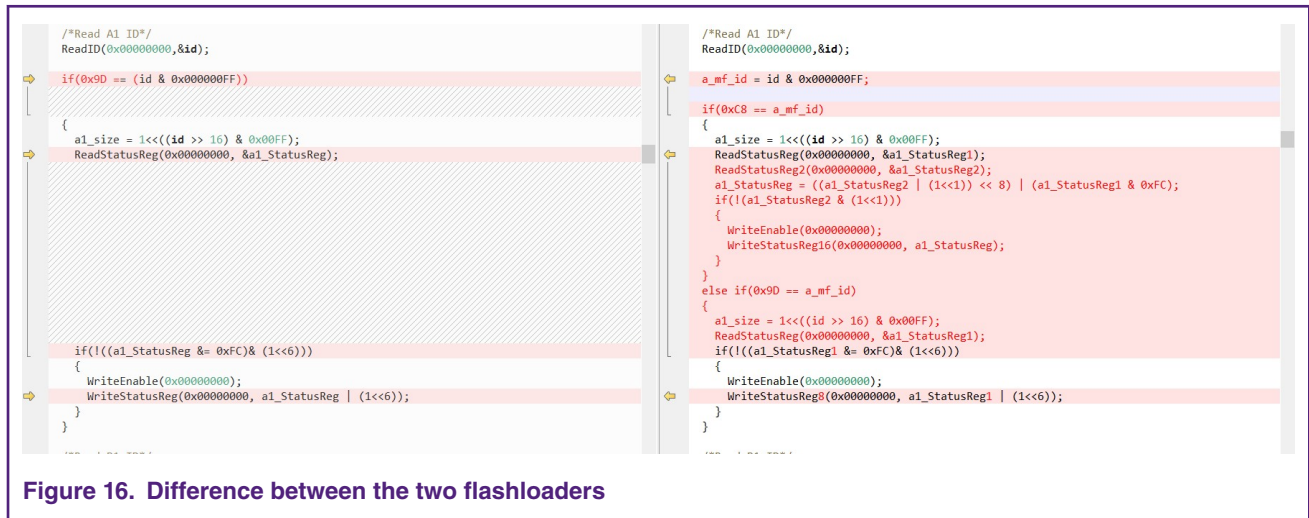 /*Read A1 ID*/
ReadID(0x00000000,&id);
if(0x9D == (id & 0x000000FF))
{
a1_size = 1<<((id >> 16) & 0x00FF);
ReadStatusReg(0x00000000, &a1_StatusReg);
if(!((a1_StatusReg &= 0xFC)& (1<<6)))
{
WriteEnable(0x00000000);
WriteStatusReg(0x00000000, a1_StatusReg | (1<<6));
}
}
/*Read A1 ID*/
ReadID(0x00000000,&id);
a_mf_id = id & 0x000000FF;
if(0xC8 == a_mf_id)
{
a1_size = 1<<((id >> 16) & 0x00FF);
ReadStatusReg(0x00000000, &a1_StatusReg1);
ReadStatusReg2(0x00000000, &a1_StatusReg2);
a1_StatusReg = ((a1_StatusReg2 | (1<<1)) << 8) | (a1_StatusReg1 & 0xFC);
if(!(a1_StatusReg2 & (1<<1)))
{
WriteEnable(0x00000000);
WriteStatusReg16(0x00000000, a1_StatusReg);
}
}
else if(0x9D == a_mf_id)
{
a1_size = 1<<((id >> 16) & 0x00FF);
ReadStatusReg(0x00000000, &a1_StatusReg1);
if(!((a1_StatusReg1 &= 0xFC)& (1<<6)))
{
WriteEnable(0x00000000);
WriteStatusReg8(0x00000000, a1_StatusReg1 | (1<<6));
}
}
Figure 16. Difference between the two flashloaders